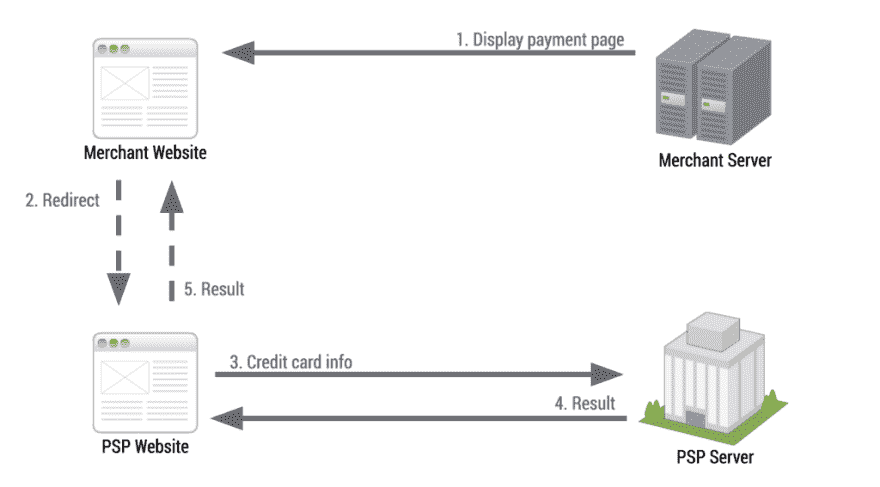 1. Display payment page
Merchant Website
Merchant Server
2. Redirect
5. Result
3. Credit card info
4. Result
PSP Website
PSP Server